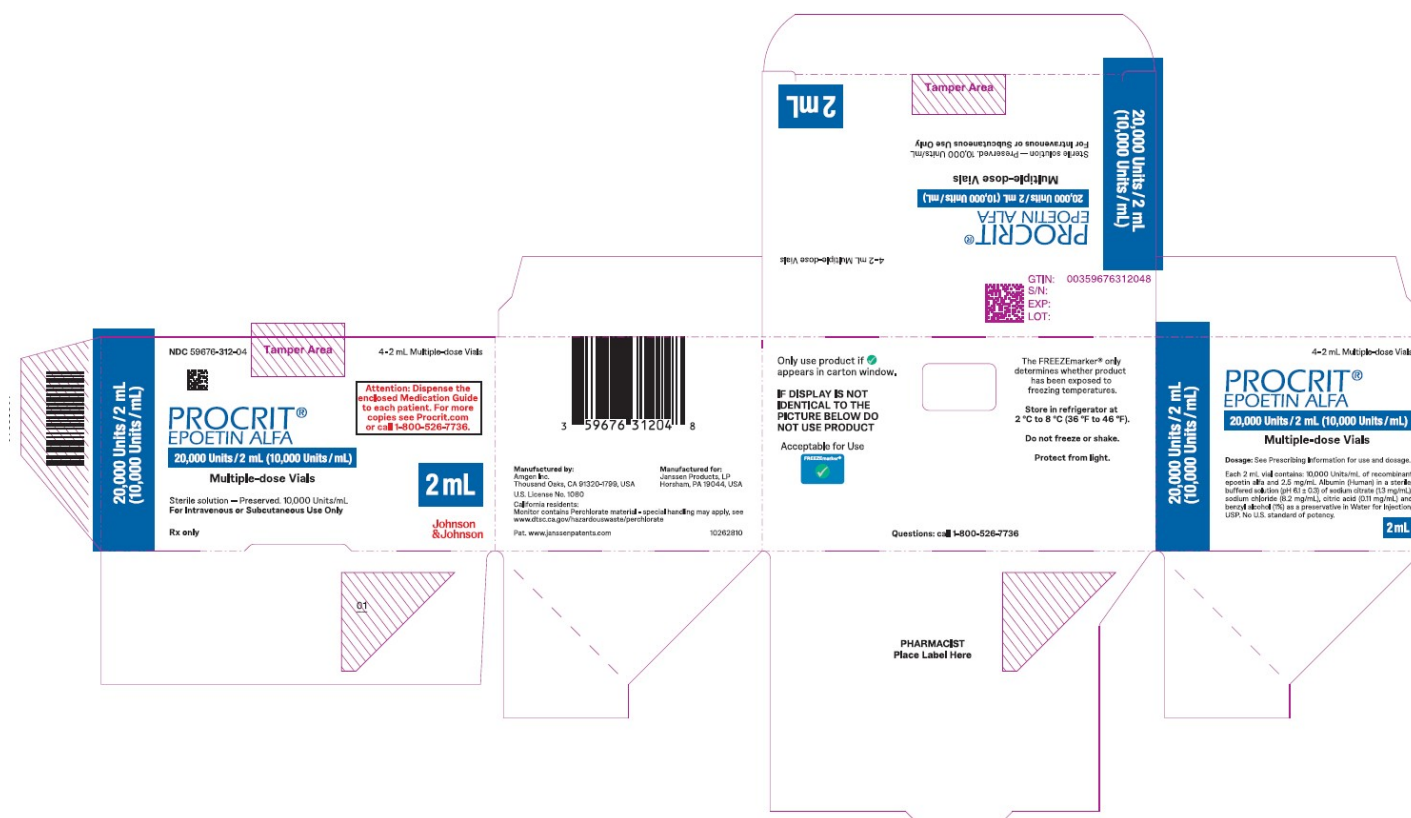 2 mL
Tamper Area
For Intravenous or Subcutaneous Use Only
Sterile solution — Preserved. 10,000 Units/mL
Multiple-dose Vials
20,000 Units / 2 mL (10,000 Units / mL)
EPOETIN ALFA
PROCRIT®
4-2 mL Multiple-dose Vials
20,000 Units / 2 mL
(10,000 Units / mL)
GTIN: 00359676312048
S/N:
EXP:
LOT:
20,000 Units / 2 mL
(10,000 Units / mL)
NDC 59676-312-04
Tamper Area
4-2 mL Multiple-dose Vials
Attention: Dispense the
enclosed Medication Guide
to each patient. For more
copies see Procrit.com
or call 1-800-526-7736.
PROCRIT®
EPOETIN ALFA
20,000 Units / 2 mL (10,000 Units / mL)
Multiple-dose Vials
2 mL
Sterile solution — Preserved. 10,000 Units/mL
For Intravenous or Subcutaneous Use Only
Rx only
Johnson
&Johnson
01
3 59676 31204 8
Manufactured by:
Amgen Inc.
Thousand Oaks, CA 91320-1799, USA
U.S. License No. 1080
Manufactured for:
Janssen Products, LP
Horsham, PA 19044, USA
California residents:
Monitor contains Perchlorate material - special handling may apply, see
www.dtsc.ca.gov/hazardouswaste/perchlorate
Pat. www.janssenpatents.com
10262810
Only use product if
appears in carton window.
IF DISPLAY IS NOT
IDENTICAL TO THE
PICTURE BELOW DO
NOT USE PRODUCT
Acceptable for Use
FREEZEmarker®
The FREEZEmarker® only
determines whether product
has been exposed to
freezing temperatures.
Store in refrigerator at
2 °C to 8 °C (36 °F to 46 °F).
Do not freeze or shake.
Protect from light.
Questions: call 1-800-526-7736
PHARMACIST
Place Label Here
20,000 Units / 2 mL
(10,000 Units / mL)
4-2 mL Multiple-dose Vials
PROCRIT®
EPOETIN ALFA
20,000 Units / 2 mL (10,000 Units / mL)
Multiple-dose Vials
Dosage: See Prescribing Information for use and dosage.
Each 2 mL vial contains: 10,000 Units/mL of recombinant
epoetin alfa and 2.5 mg/mL Albumin (Human) in a sterile
buffered solution (pH 6.1 ± 0.3) of sodium citrate (1.3 mg/mL),
sodium chloride (8.2 mg/mL), citric acid (0.11 mg/mL) and
benzyl alcohol (1%) as a preservative in Water for Injection,
USP. No U.S. standard of potency.
2 mL